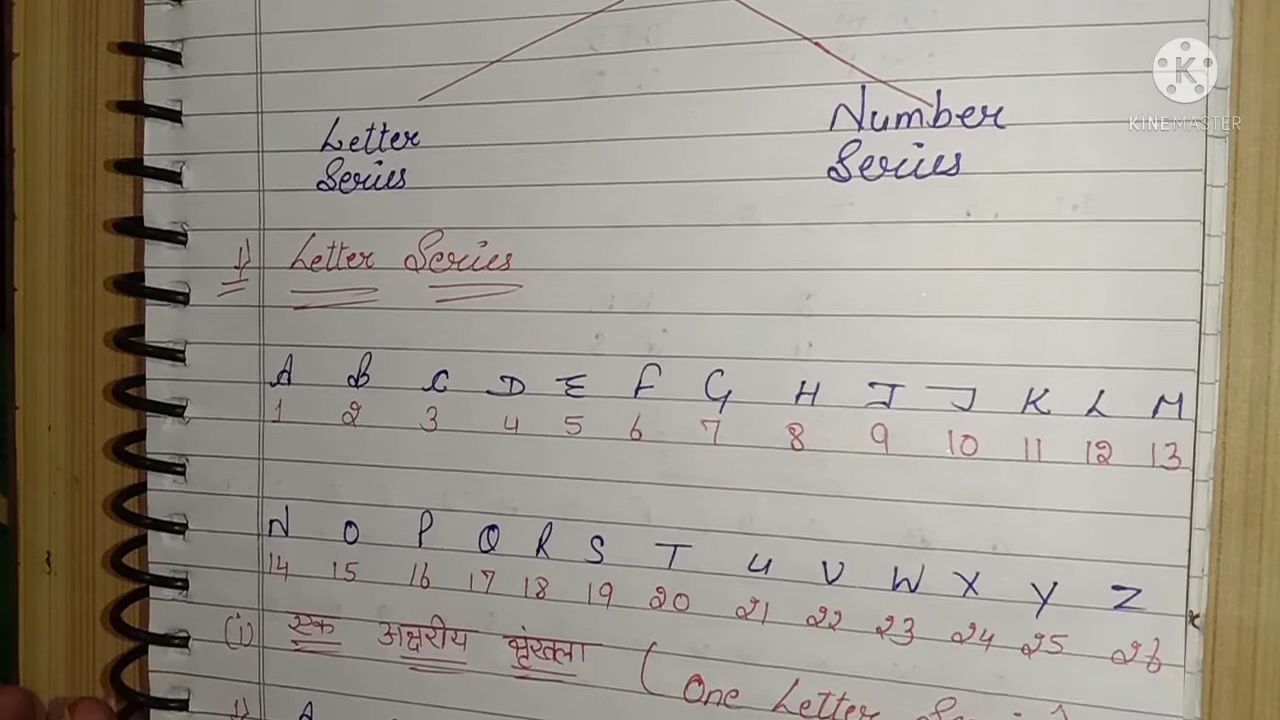 KINEMASTER
Letter Series
Number Series
1) Letter Series
A B C D E F G H I J K L M
1 2 3 4 5 6 7 8 9 10 11 12 13
N O P Q R S T U V W X Y Z
14 15 16 17 18 19 20 21 22 23 24 25 26
(i) एक अक्षरीय श्रृंखला (One Letter
1) A